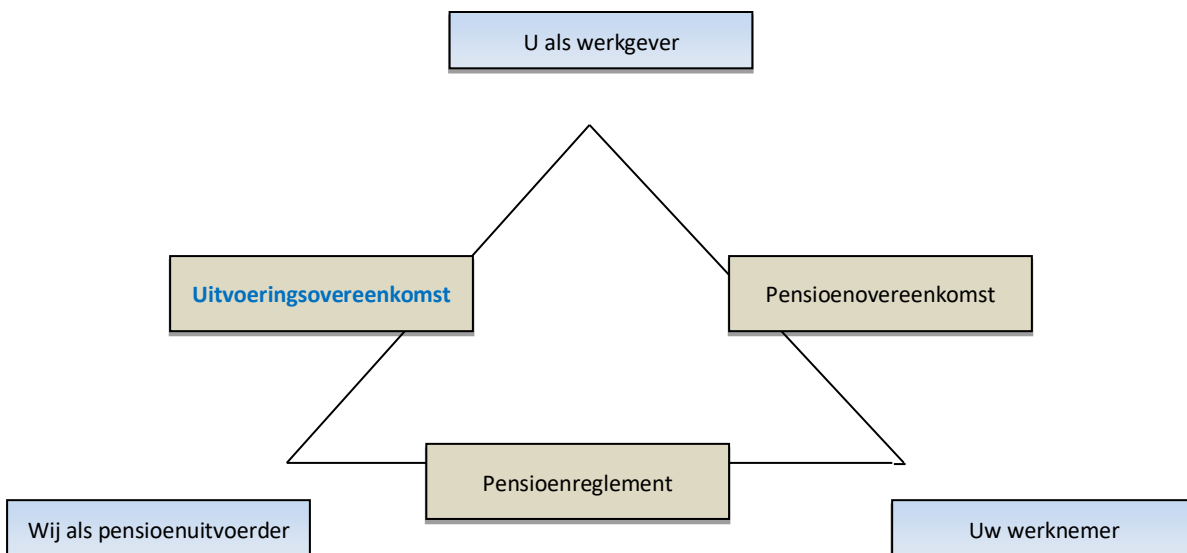 U als werkgever
Uitvoeringsovereenkomst
Pensioenovereenkomst
Pensioenreglement
Wij als pensioenuitvoerder
Uw werknemer